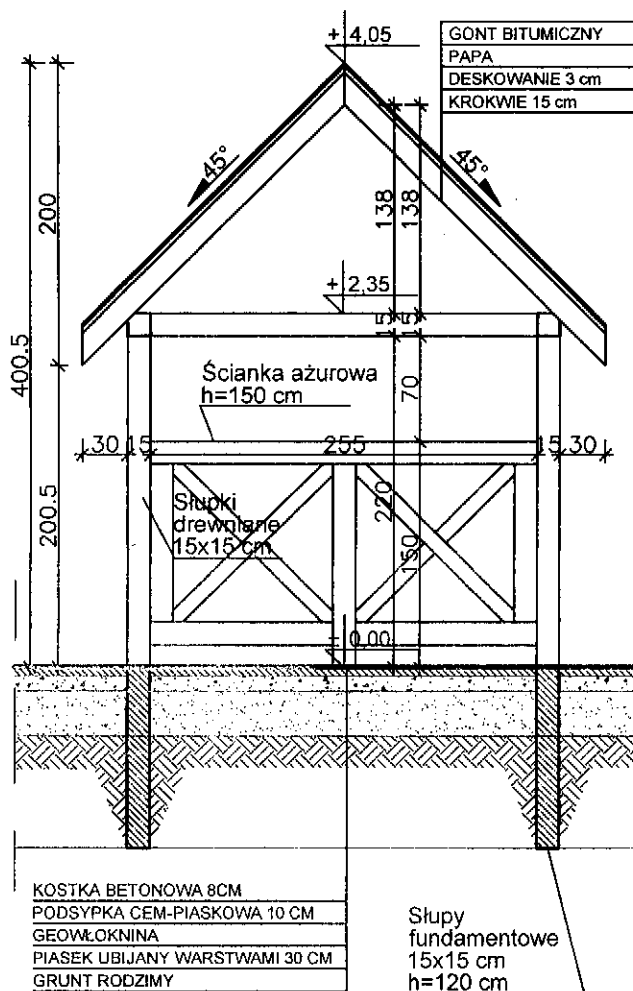 + 4,05
GONT BITUMICZNY
PAPA
DESKOWANIE 3 cm
KROKWIE 15 cm
45°
45°
200
138
138
+ 2,35
15
15
400.5
Ścianka ażurowa
h=150 cm
70
30
15
255
15
30
200.5
Słupki
drewniane
15x15 cm
220
150
+ 0,00
KOSTKA BETONOWA 8CM
PODSYPKA CEM-PIASKOWA 10 CM
GEOWŁOKNINA
PIASEK UBIJANY WARSTWAMI 30 CM
GRUNT RODZIMY
Słupy
fundamentowe
15x15 cm
h=120 cm